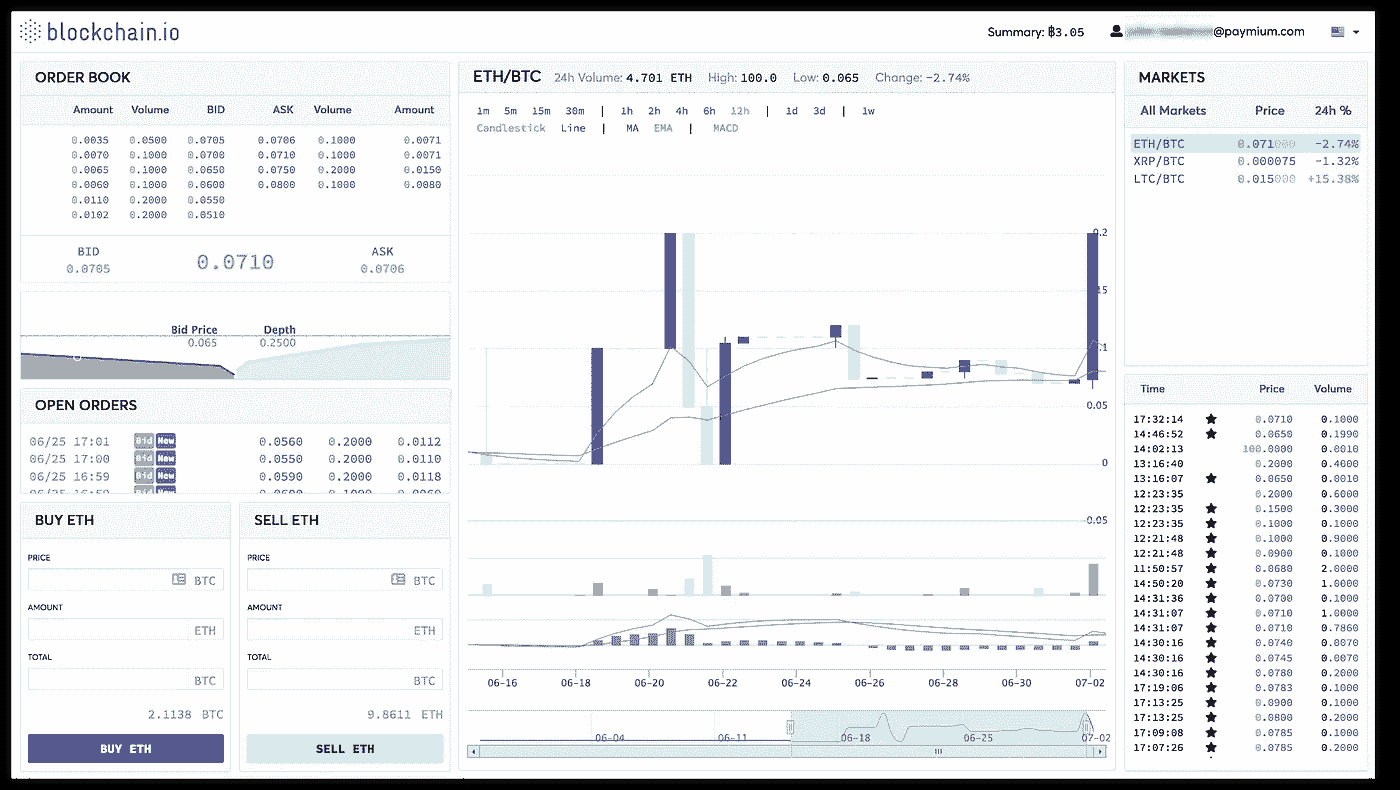 blockchain.io
Summary: ฿3.05
@paymium.com
ORDER BOOK
Amount Volume BID ASK Volume Amount
0.0035 0.0500 0.0705 0.0706 0.1000 0.0071
0.0070 0.1000 0.0700 0.0710 0.1000 0.0071
0.0065 0.1000 0.0650 0.0750 0.2000 0.0150
0.0060 0.1000 0.0600 0.0800 0.1000 0.0080
0.0110 0.2000 0.0550
0.0102 0.2000 0.0510
BID ASK
0.0710
0.0705 0.0706
Bid Price Depth
0.065 0.2500
OPEN ORDERS
06/25 17:01 Bid New 0.0560 0.2000 0.0112
06/25 17:00 Bid New 0.0550 0.2000 0.0110
06/25 16:59 Bid New 0.0590 0.2000 0.0118
BUY ETH
PRICE
BTC
AMOUNT
ETH
TOTAL
BTC
2.1138 BTC
BUY ETH
SELL ETH
PRICE
BTC
AMOUNT
ETH
TOTAL
BTC
9.8611 ETH
SELL ETH
ETH/BTC 24h Volume: 4.701 ETH High: 100.0 Low: 0.065 Change: -2.74%
1m 5m 15m 30m | 1h 2h 4h 6h 12h | 1d 3d | 1w
Candlestick Line | MA EMA | MACD
0.2
0.05
0
-0.05
06-16 06-18 06-20 06-22 06-24 06-26 06-28 06-30 07-02
06-04 06-11 06-18 06-25 07-02
MARKETS
All Markets Price 24h %
ETH/BTC 0.071000 -2.74%
XRP/BTC 0.000075 -1.32%
LTC/BTC 0.015000 +15.38%
Time Price Volume
17:32:14 ★ 0.0710 0.1000
14:46:52 ★ 0.0650 0.1990
14:02:13 100.0000 0.0010
13:16:40 0.2000 0.4000
13:16:07 ★ 0.0650 0.0010
12:23:35 0.2000 0.6000
12:23:35 ★ 0.1500 0.3000
12:23:35 ★ 0.1000 0.1000
12:21:48 ★ 0.1000 0.9000
12:21:48 ★ 0.0900 0.1000
11:50:57 ★ 0.0680 2.0000
14:50:20 ★ 0.0730 1.0000
14:31:36 ★ 0.0700 0.1000
14:31:07 ★ 0.0710 1.0000
14:31:07 ★ 0.0710 0.7860
14:30:16 ★ 0.0740 0.0070
14:30:16 ★ 0.0745 0.0070
14:30:16 ★ 0.0780 0.2000
17:19:06 ★ 0.0783 0.1000
17:13:25 ★ 0.0900 0.1000
17:13:25 ★ 0.0800 0.2000
17:09:08 ★ 0.0785 0.1000
17:07:26 ★ 0.0785 0.2000